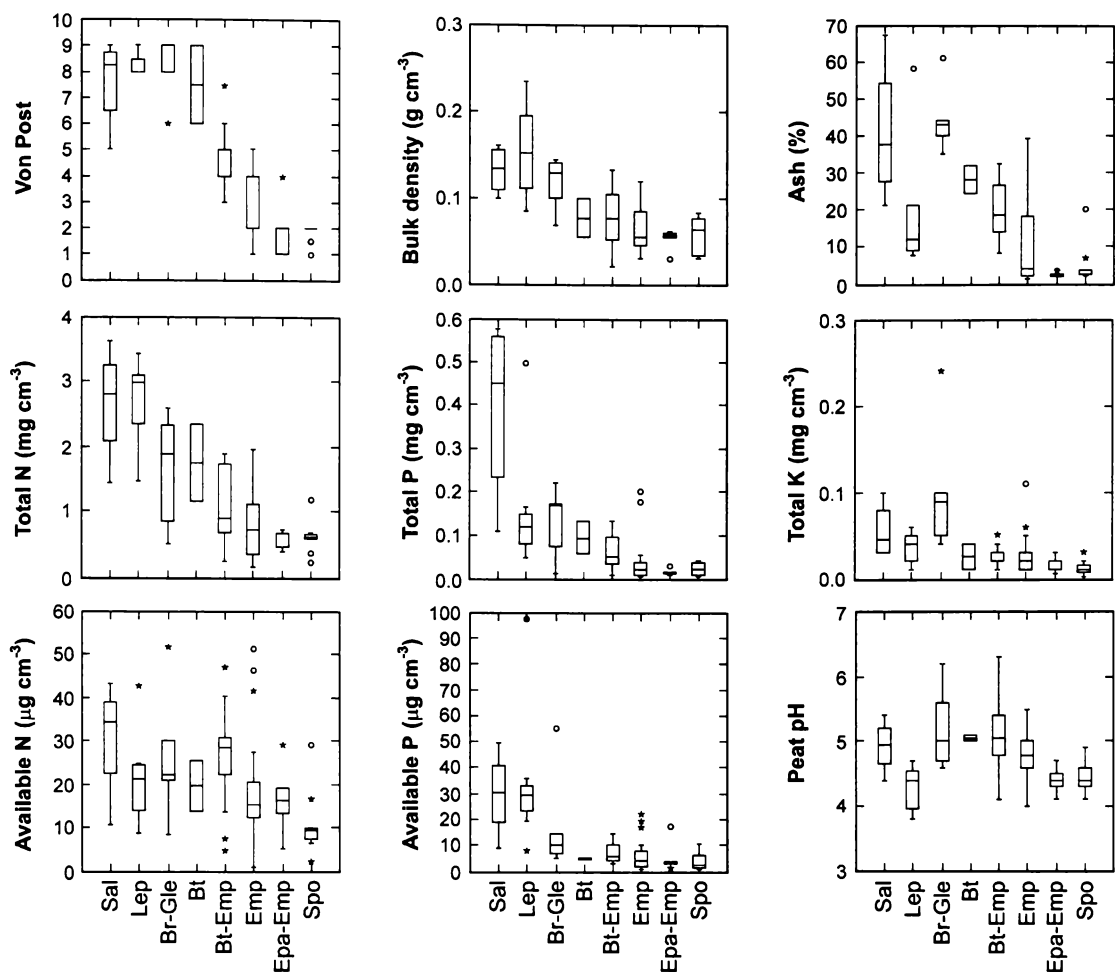 Von Post
10
9
8
7
6
5
4
3
2
1
0
Bulk density (g cm⁻³)
0.3
0.2
0.1
0.0
Ash (%)
70
60
50
40
30
20
10
0
Total N (mg cm⁻³)
4
3
2
1
0
Total P (mg cm⁻³)
0.6
0.5
0.4
0.3
0.2
0.1
0.0
Total K (mg cm⁻³)
0.3
0.2
0.1
0.0
Available N (µg cm⁻³)
60
50
40
30
20
10
0
Sal
Lep
Br-Gle
Bt
Bt-Emp
Emp
Epa-Emp
Spo
Available P (µg cm⁻³)
100
90
80
70
60
50
40
30
20
10
0
Sal
Lep
Br-Gle
Bt
Bt-Emp
Emp
Epa-Emp
Spo
Peat pH
7
6
5
4
3
Sal
Lep
Br-Gle
Bt
Bt-Emp
Emp
Epa-Emp
Spo